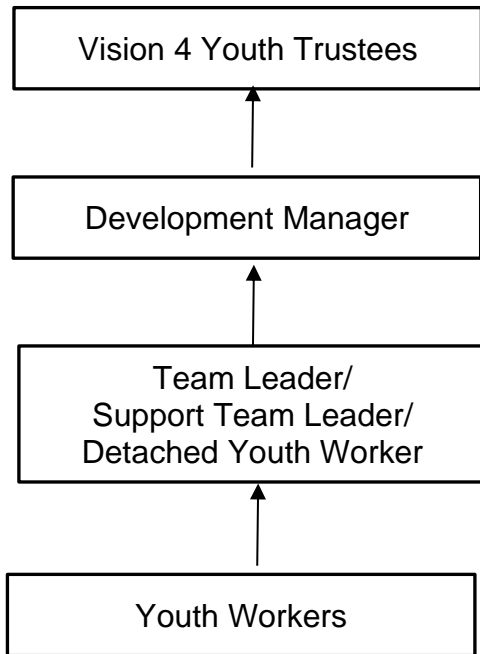 Vision 4 Youth Trustees
Development Manager
Team Leader/
Support Team Leader/
Detached Youth Worker
Youth Workers